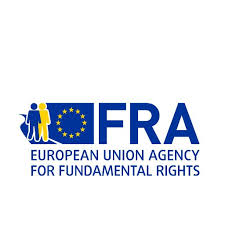 FRA
EUROPEAN UNION AGENCY
FOR FUNDAMENTAL RIGHTS